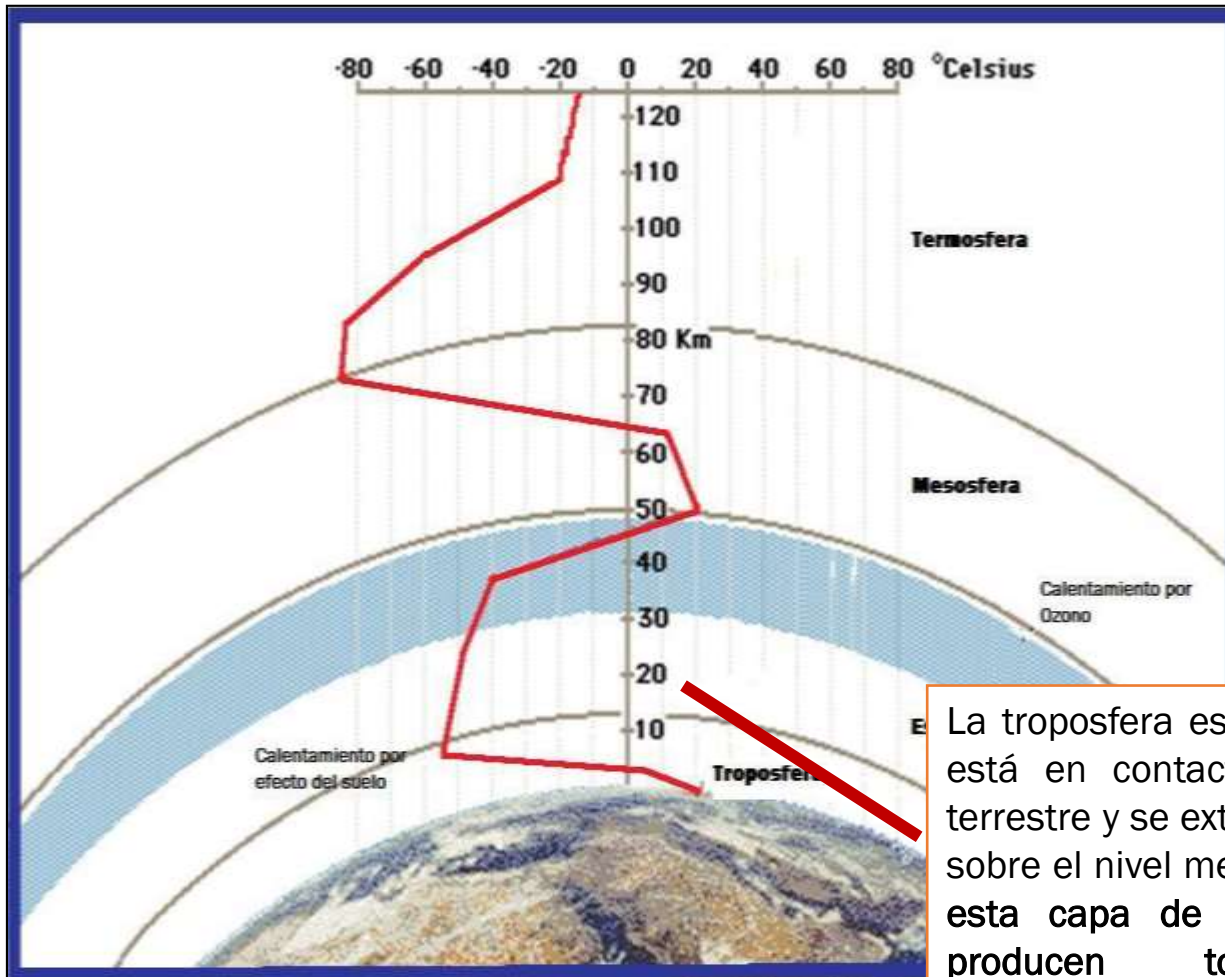 -80 -60 -40 -20 0 20 40 60 80 °Celsius
120
110
100
Termosfera
90
80 Km
70
60
Mesosfera
50
40
Calentamiento por
Ozono
30
20
10
Calentamiento por
efecto del suelo
Troposfera
La troposfera es
está en contac
terrestre y se ext
sobre el nivel me
esta capa de
producen to